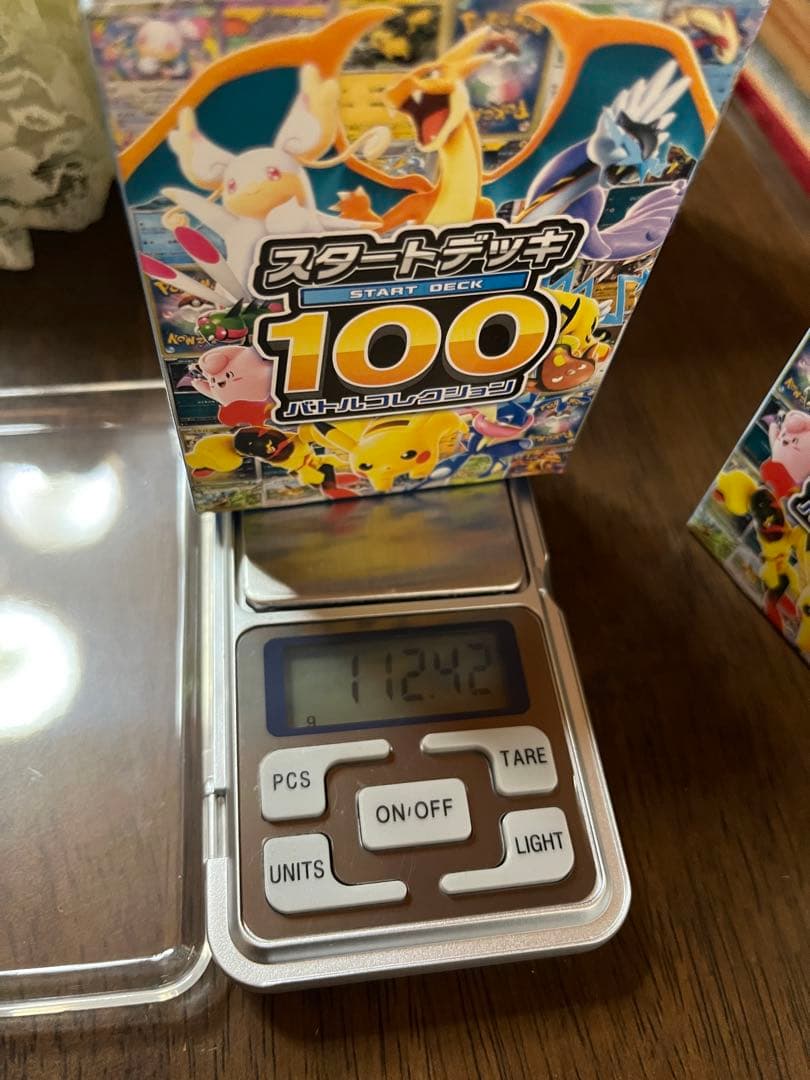 スタートデッキ
START DECK
100
バトルコレクション
112.42
g
PCS
TARE
ON/OFF
UNITS
LIGHT